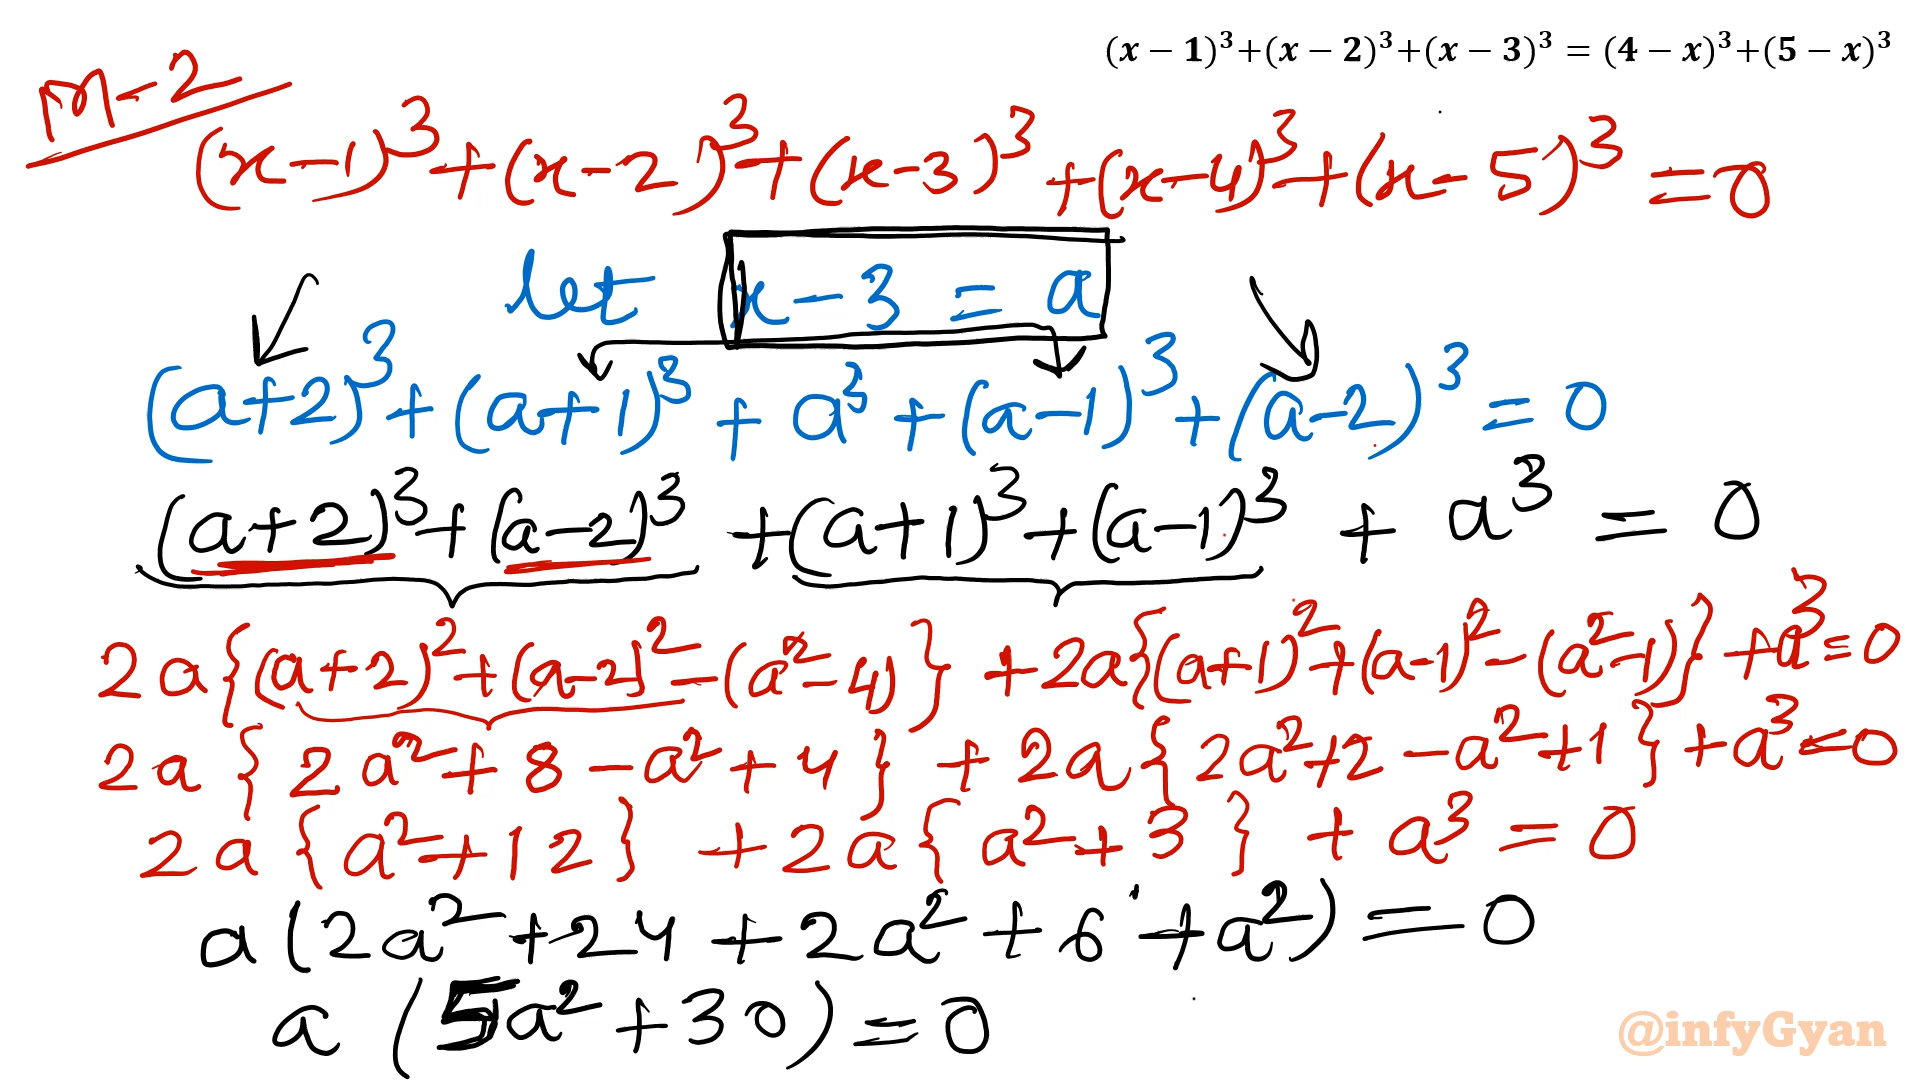 (x − 1)³+(x − 2)³+(x − 3)³ = (4 − x)³+(5 − x)³
M-2
(x-1)³+(x-2)³+(x-3)³+(x-4)³+(x-5)³=0
let x-3=a
(a+2)³+(a+1)³+a³+(a-1)³+(a-2)³=0
(a+2)³+(a-2)³+(a+1)³+(a-1)³+a³=0
2a{(a+2)²+(a-2)²-(a²-4)}+2a{(a+1)²+(a-1)²-(a²-1)}+a³=0
2a{2a²+8-a²+4}+2a{2a²+2-a²+1}+a³=0
2a{a²+12}+2a{a²+3}+a³=0
a(2a²+24+2a²+6+a²)=0
a(5a²+30)=0
@infyGyan